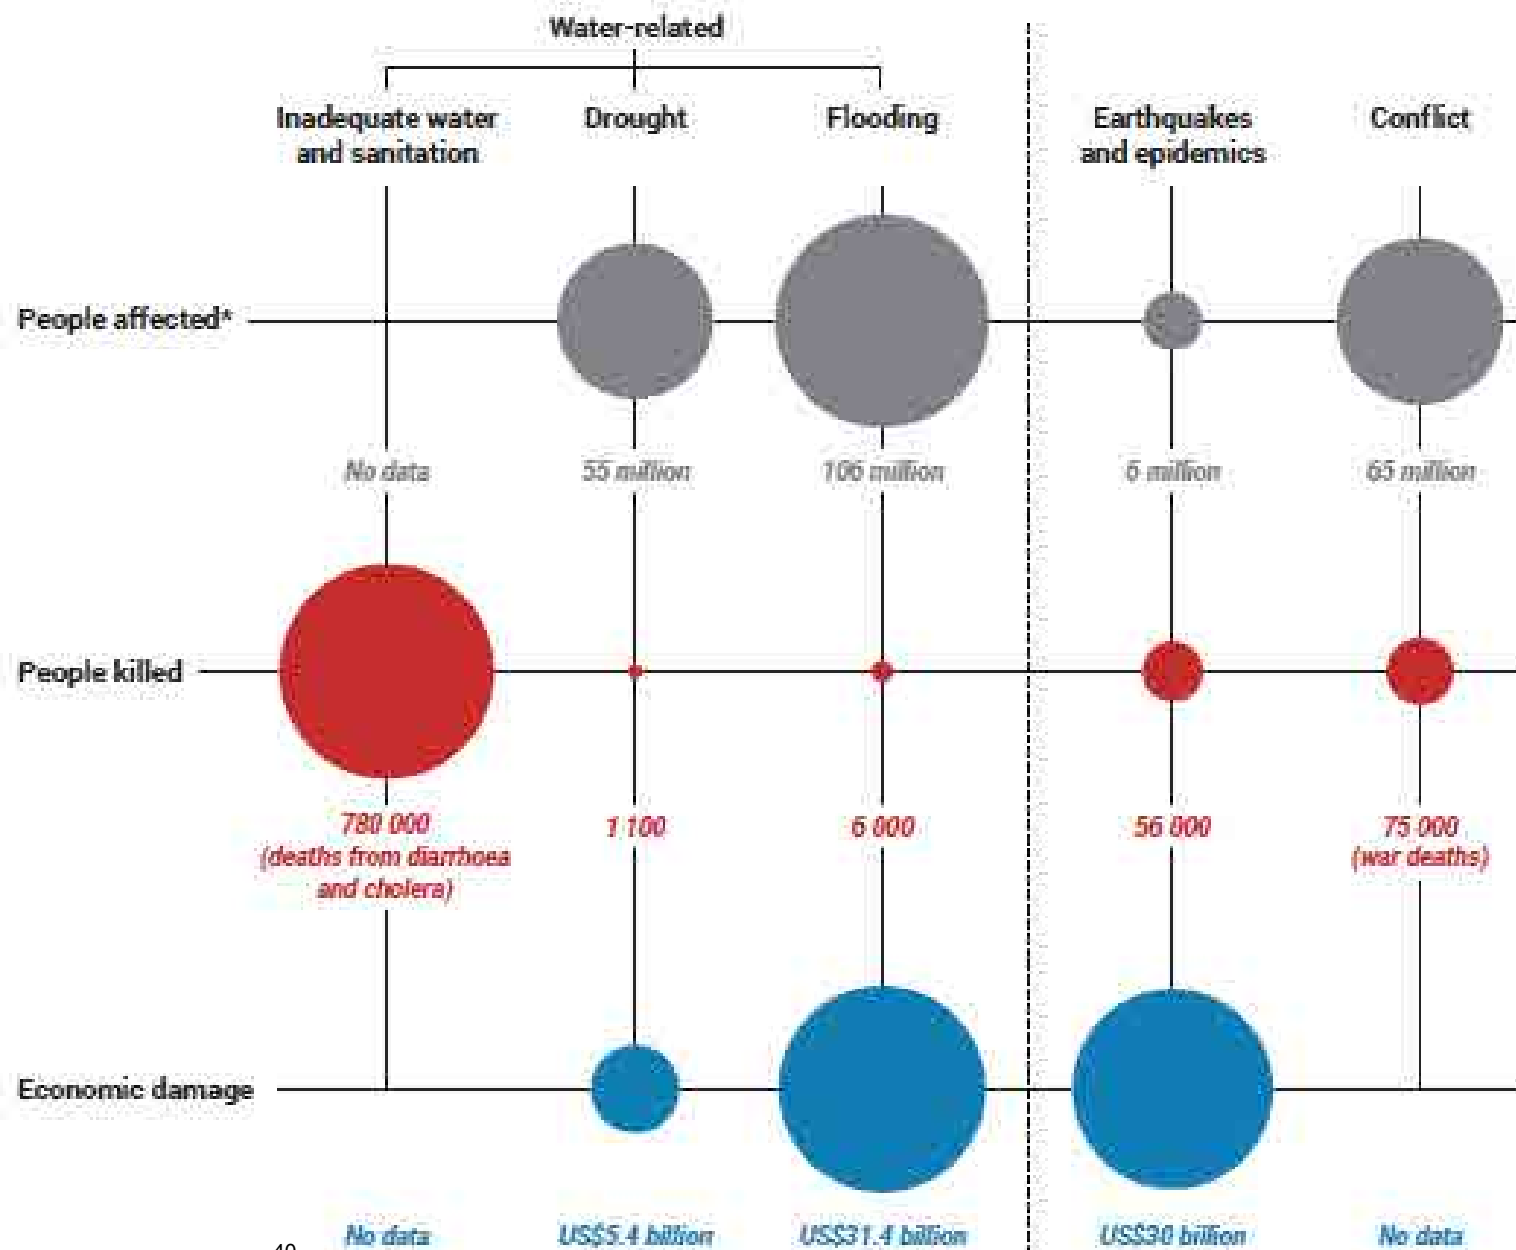 Water-related
Inadequate water
and sanitation
Drought
Flooding
Earthquakes
and epidemics
Conflict
People affected*
No data
55 million
106 million
6 million
65 million
People killed
780 000
(deaths from diarrhoea
and cholera)
1 100
6 000
56 000
75 000
(war deaths)
Economic damage
No data
US$5.4 billion
US$31.4 billion
US$30 billion
No data